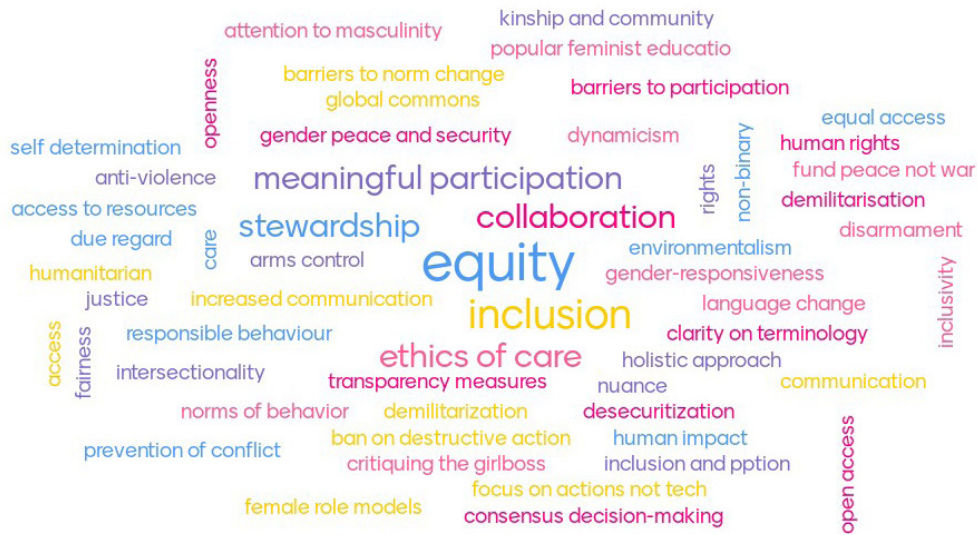 kinship and community
attention to masculinity
popular feminist educatio
barriers to norm change
barriers to participation
openness
global commons
equal access
gender peace and security
dynamicism
human rights
self determination
non-binary
fund peace not war
anti-violence
meaningful participation
rights
demilitarisation
access to resources
stewardship
collaboration
disarmament
due regard
care
environmentalism
arms control
equity
humanitarian
gender-responsiveness
inclusivity
justice
increased communication
inclusion
language change
access
fairness
responsible behaviour
clarity on terminology
ethics of care
holistic approach
intersectionality
transparency measures
nuance
communication
norms of behavior
demilitarization
desecuritization
ban on destructive action
human impact
prevention of conflict
critiquing the girlboss
inclusion and pption
open access
focus on actions not tech
female role models
consensus decision-making